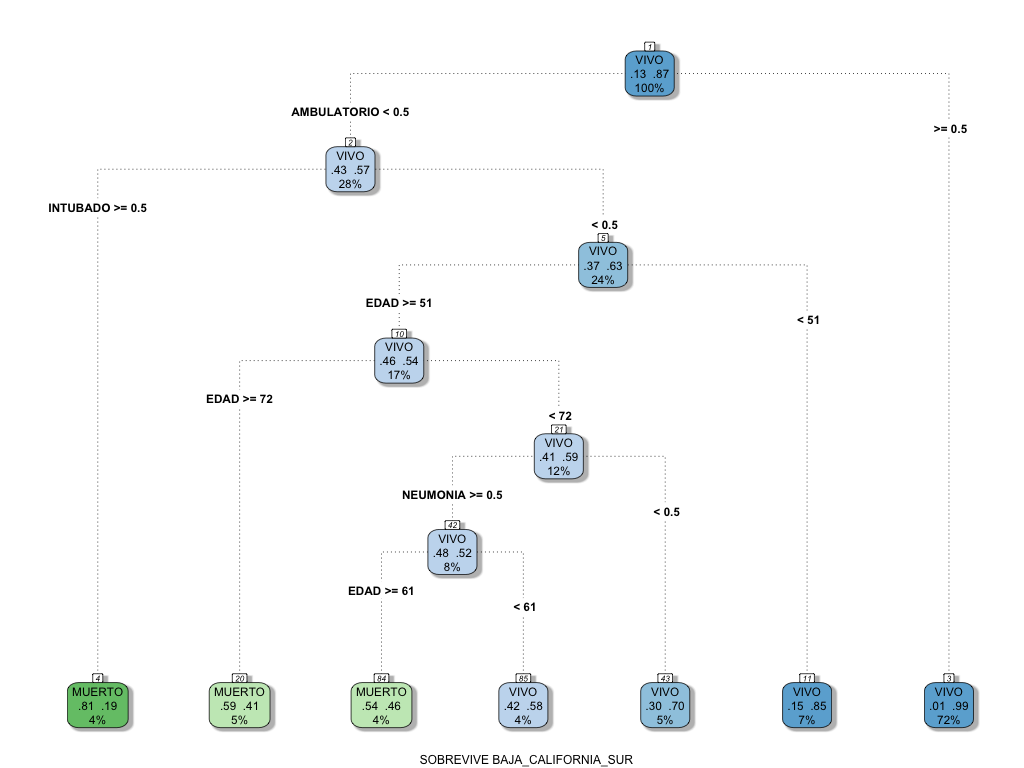 1
VIVO
.13 .87
100%
AMBULATORIO < 0.5
>= 0.5
2
VIVO
.43 .57
28%
INTUBADO >= 0.5
< 0.5
5
VIVO
.37 .63
24%
EDAD >= 51
< 51
10
VIVO
.46 .54
17%
EDAD >= 72
< 72
21
VIVO
.41 .59
12%
NEUMONIA >= 0.5
< 0.5
42
VIVO
.48 .52
8%
EDAD >= 61
< 61
4
MUERTO
.81 .19
4%
20
MUERTO
.59 .41
5%
84
MUERTO
.54 .46
4%
85
VIVO
.42 .58
4%
43
VIVO
.30 .70
5%
11
VIVO
.15 .85
7%
3
VIVO
.01 .99
72%
SOBREVIVE BAJA_CALIFORNIA_SUR